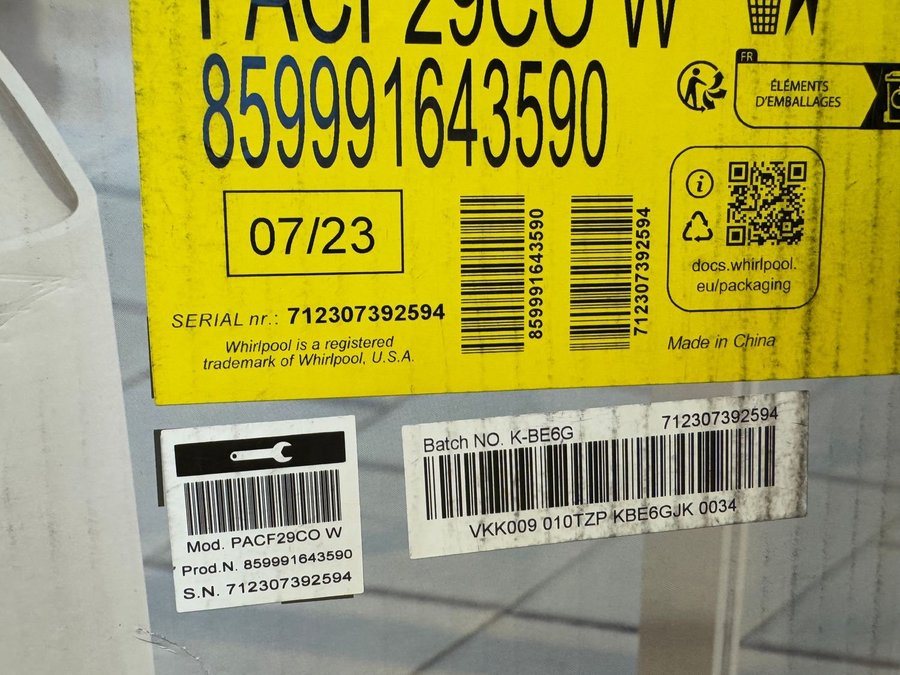 PACF29CO W
859991643590
FR
ÉLÉMENTS
D'EMBALLAGES
07/23
859991643590
712307392594
docs.whirlpool.
eu/packaging
SERIAL nr.: 712307392594
Whirlpool is a registered
trademark of Whirlpool, U.S.A.
Made in China
Mod. PACF29CO W
Prod.N. 859991643590
S.N. 712307392594
Batch NO. K-BE6G
712307392594
VKK009 010TZP KBE6GJK 0034